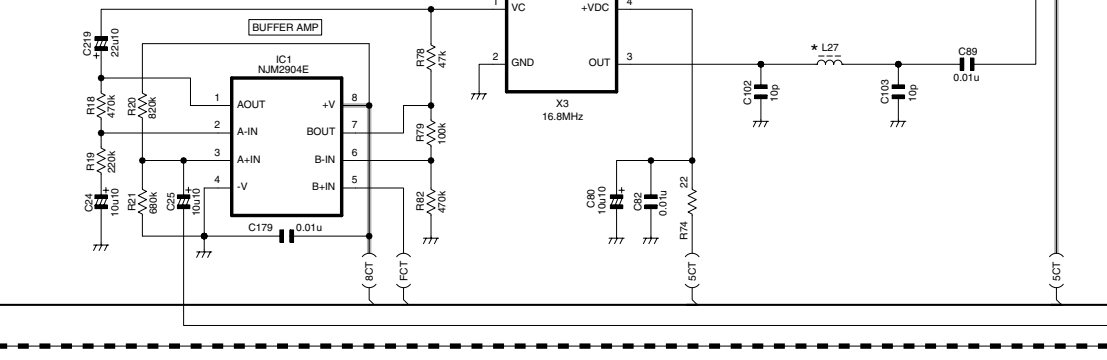 BUFFER AMP
IC1
NJM2904E
1 AOUT
2 A-IN
3 A+IN
4 -V
8 +V
7 BOUT
6 B-IN
5 B+IN
C219
22u10
R18
470k
R20
820k
R19
220k
C24
10u10
R21
680k
C25
10u10
C179 0.01u
R78
47k
R79
100k
R82
470k
8CT
FCT
1 VC
2 GND
4 +VDC
3 OUT
X3
16.8MHz
C80
10u10
C82
0.01u
22
R74
5CT
* L27
C102
10p
C103
10p
C89
0.01u
5CT